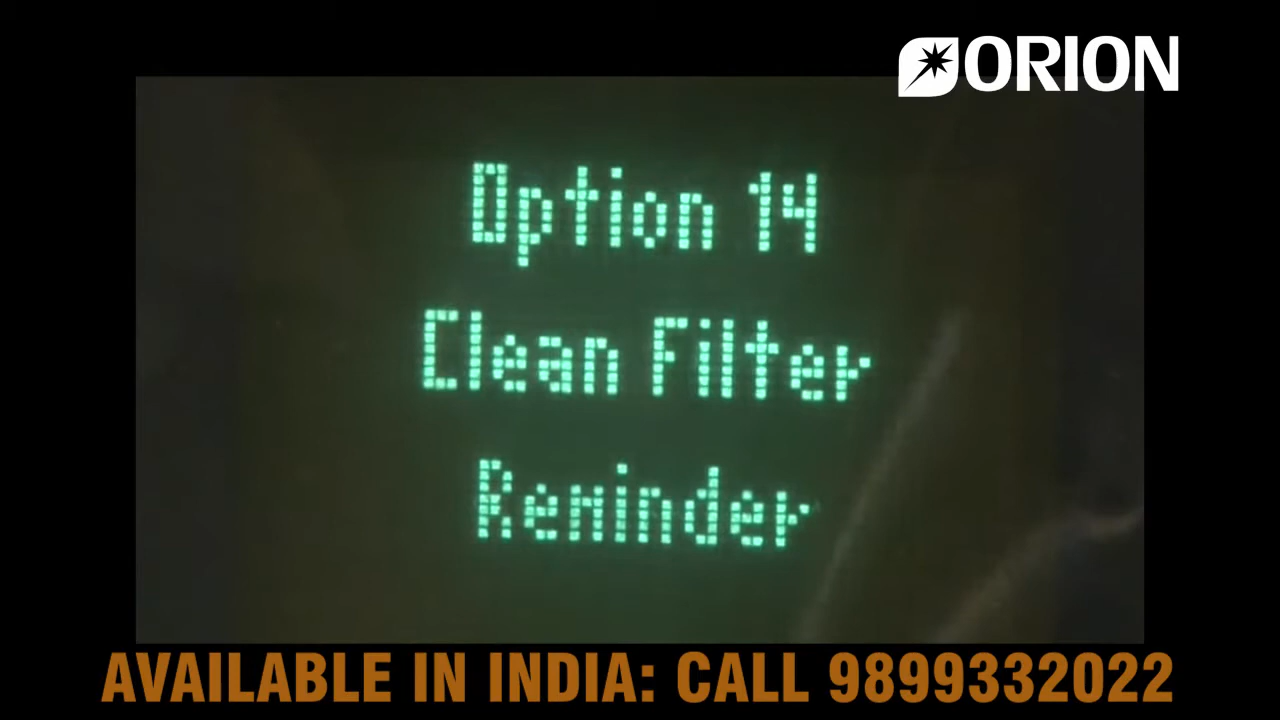 ORION
Option 14
Clean Filter
Reminder
AVAILABLE IN INDIA: CALL 9899332022